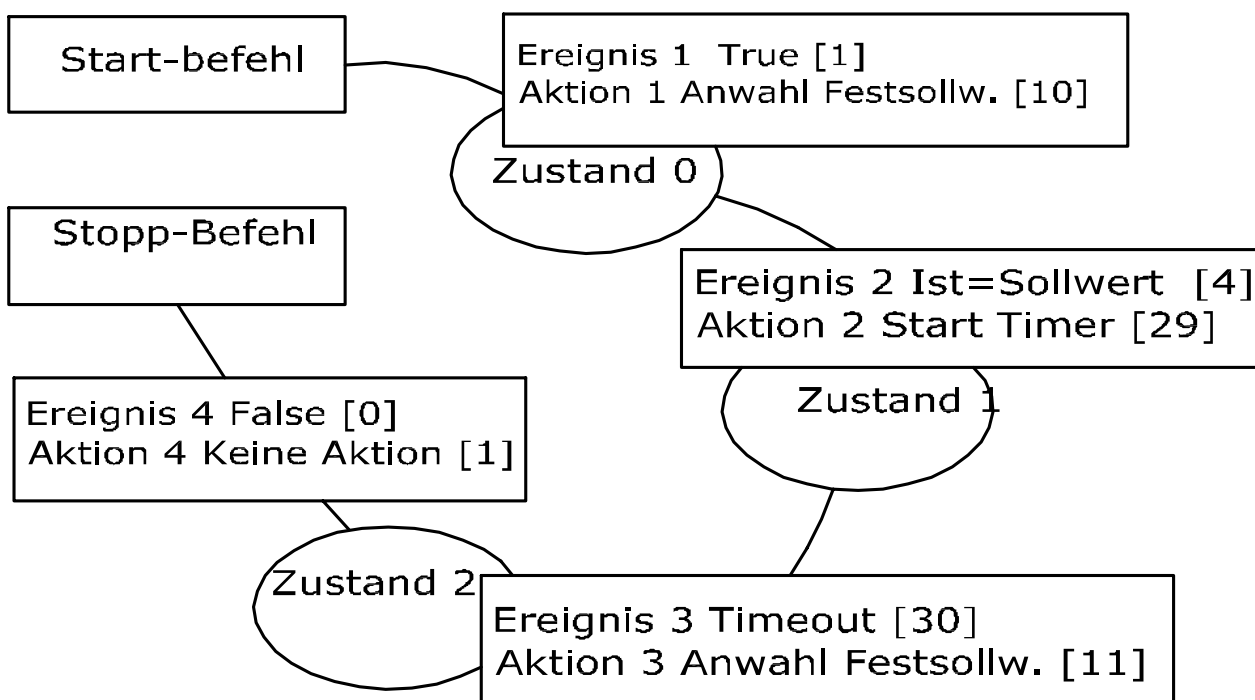 Start-befehl
Ereignis 1 True [1]
Aktion 1 Anwahl Festsollw. [10]
Zustand 0
Stopp-Befehl
Ereignis 2 Ist=Sollwert [4]
Aktion 2 Start Timer [29]
Zustand 1
Ereignis 4 False [0]
Aktion 4 Keine Aktion [1]
Zustand 2
Ereignis 3 Timeout [30]
Aktion 3 Anwahl Festsollw. [11]